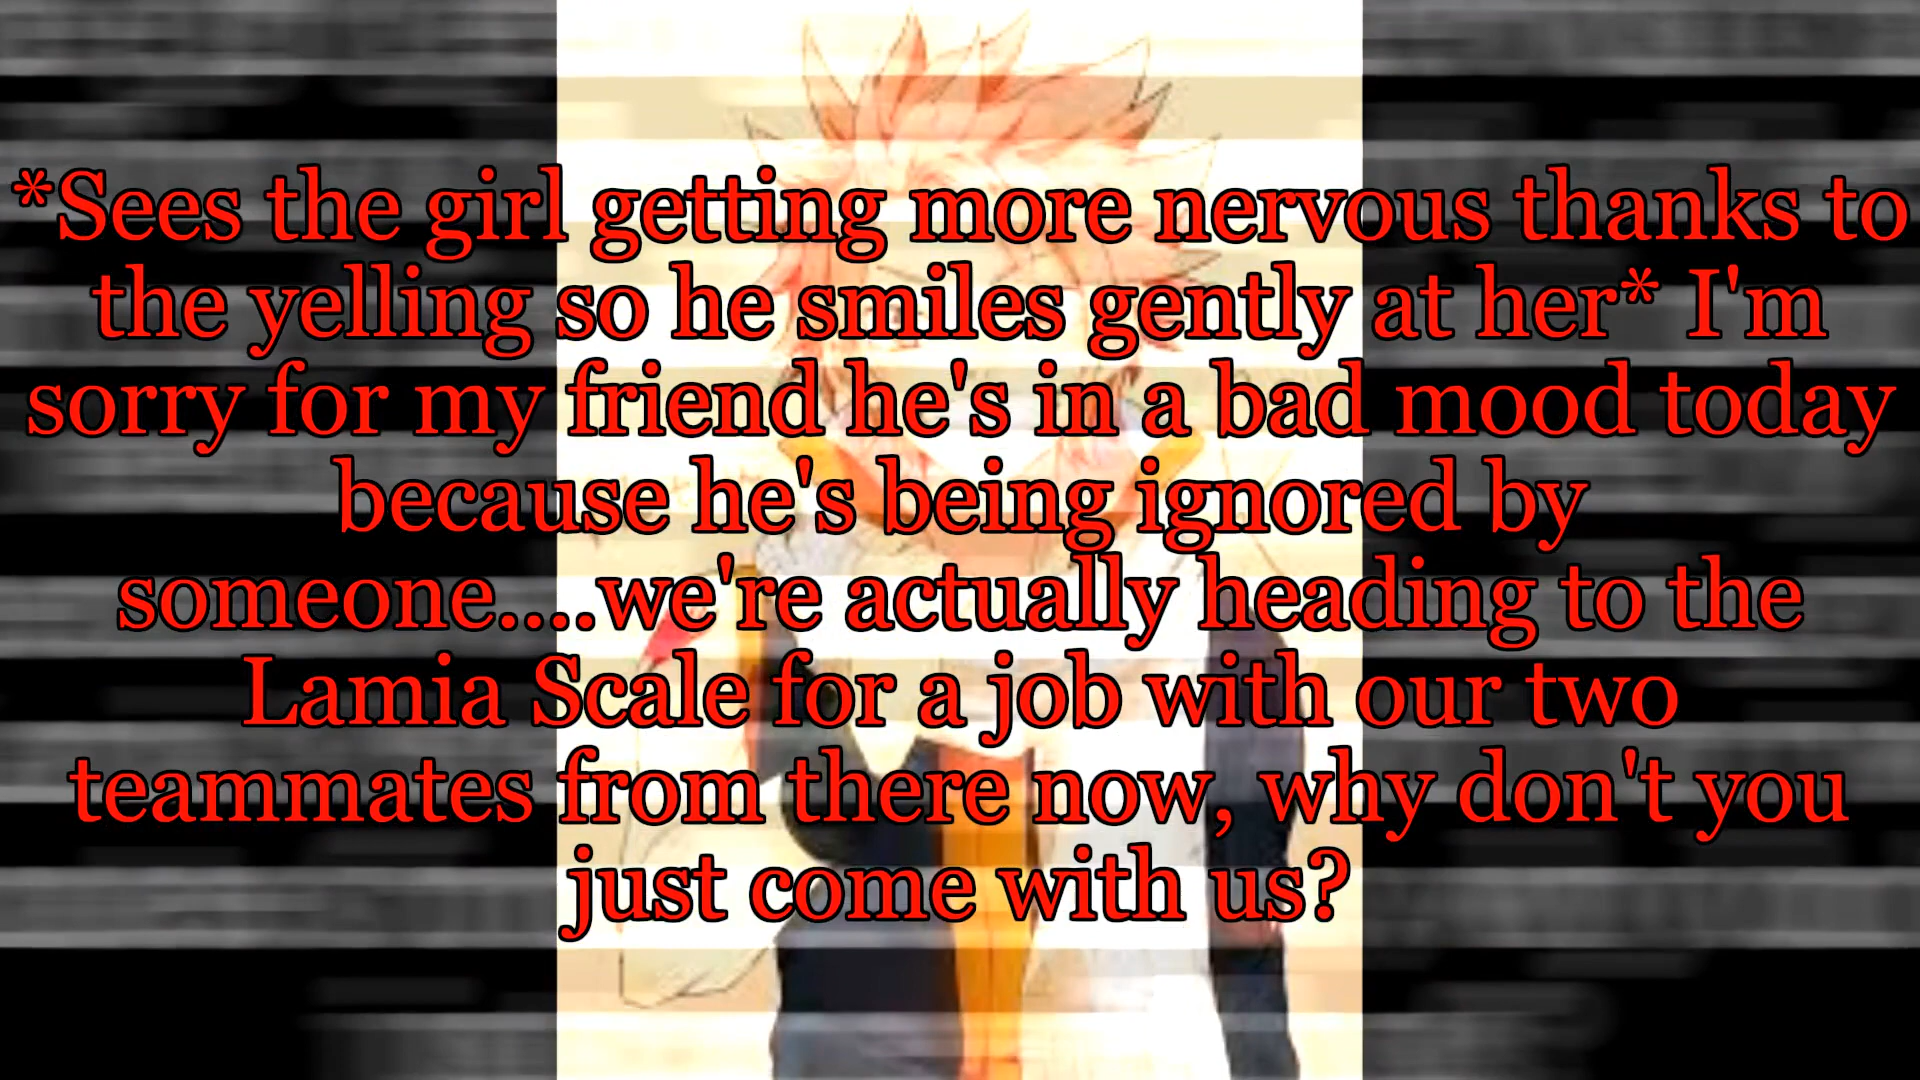 *Sees the girl getting more nervous thanks to
the yelling so he smiles gently at her* I'm
sorry for my friend he's in a bad mood today
because he's being ignored by
someone....we're actually heading to the
Lamia Scale for a job with our two
teammates from there now, why don't you
just come with us?